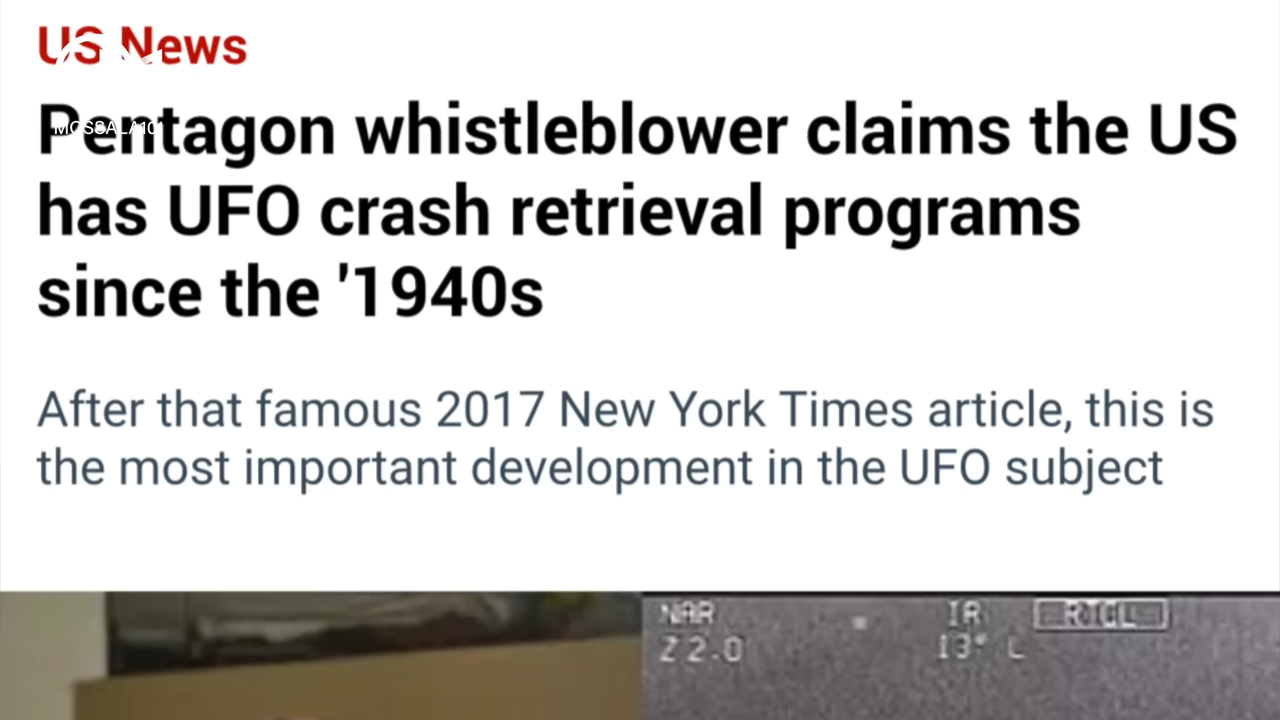 US News
MOSSALA101
Pentagon whistleblower claims the US
has UFO crash retrieval programs
since the '1940s
After that famous 2017 New York Times article, this is
the most important development in the UFO subject
NAR IR RTCL
Z 2.0 13° L